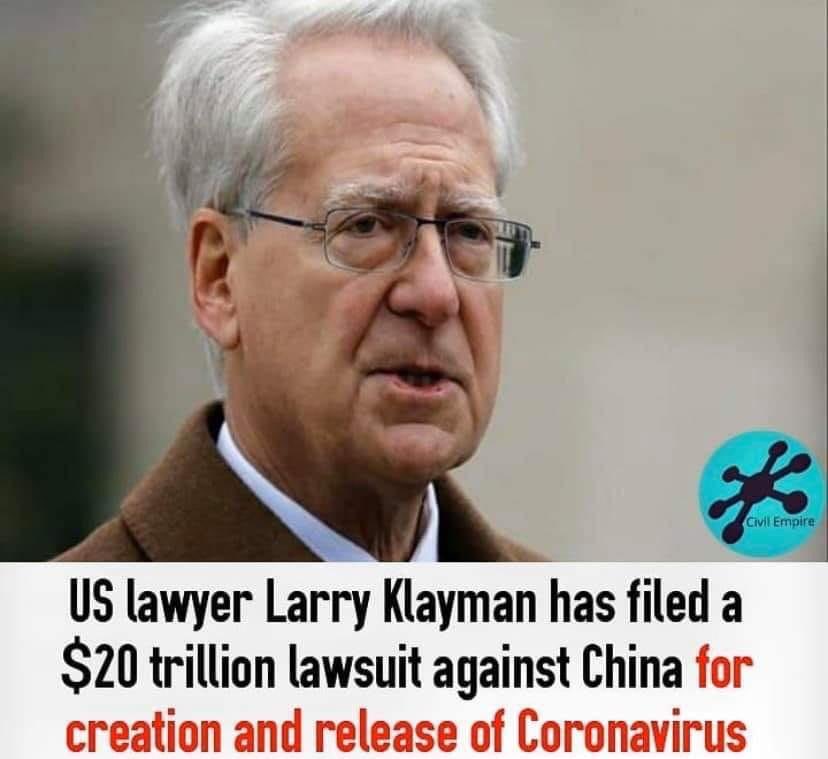 Civil Empire
US lawyer Larry Klayman has filed a
$20 trillion lawsuit against China for
creation and release of Coronavirus